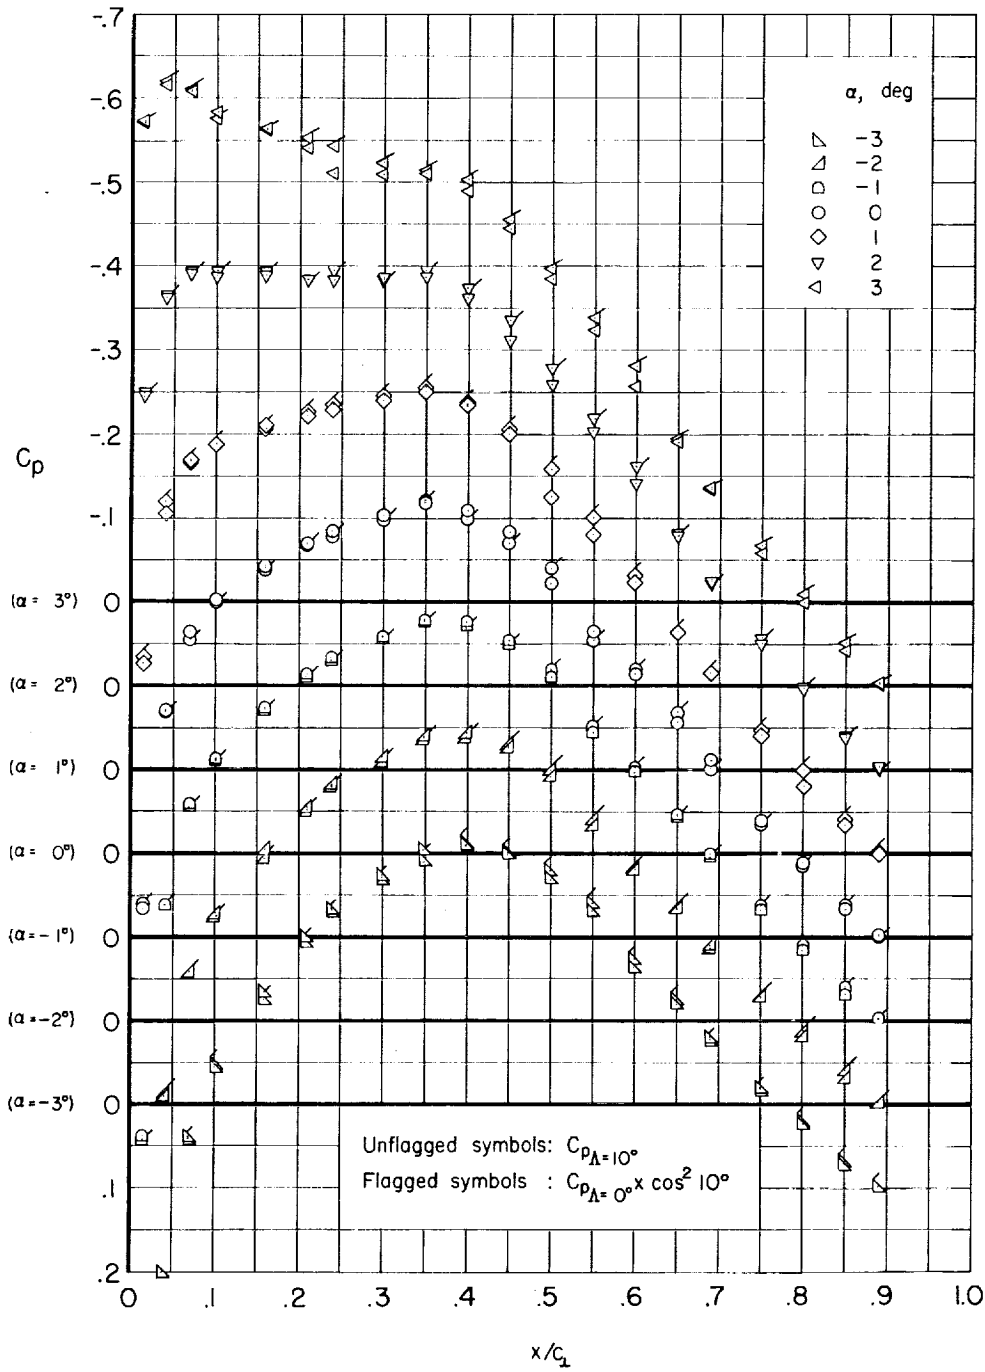 -.7
-.6
-.5
-.4
-.3
-.2
Cp
-.1
(α = 3°) 0
(α = 2°) 0
(α = 1°) 0
(α = 0°) 0
(α = -1°) 0
(α = -2°) 0
(α = -3°) 0
.1
.2
α, deg
-3
-2
-1
0
1
2
3
Unflagged symbols: CpΛ=10°
Flagged symbols : CpΛ=0° x cos² 10°
0 .1 .2 .3 .4 .5 .6 .7 .8 .9 1.0
x/c⊥